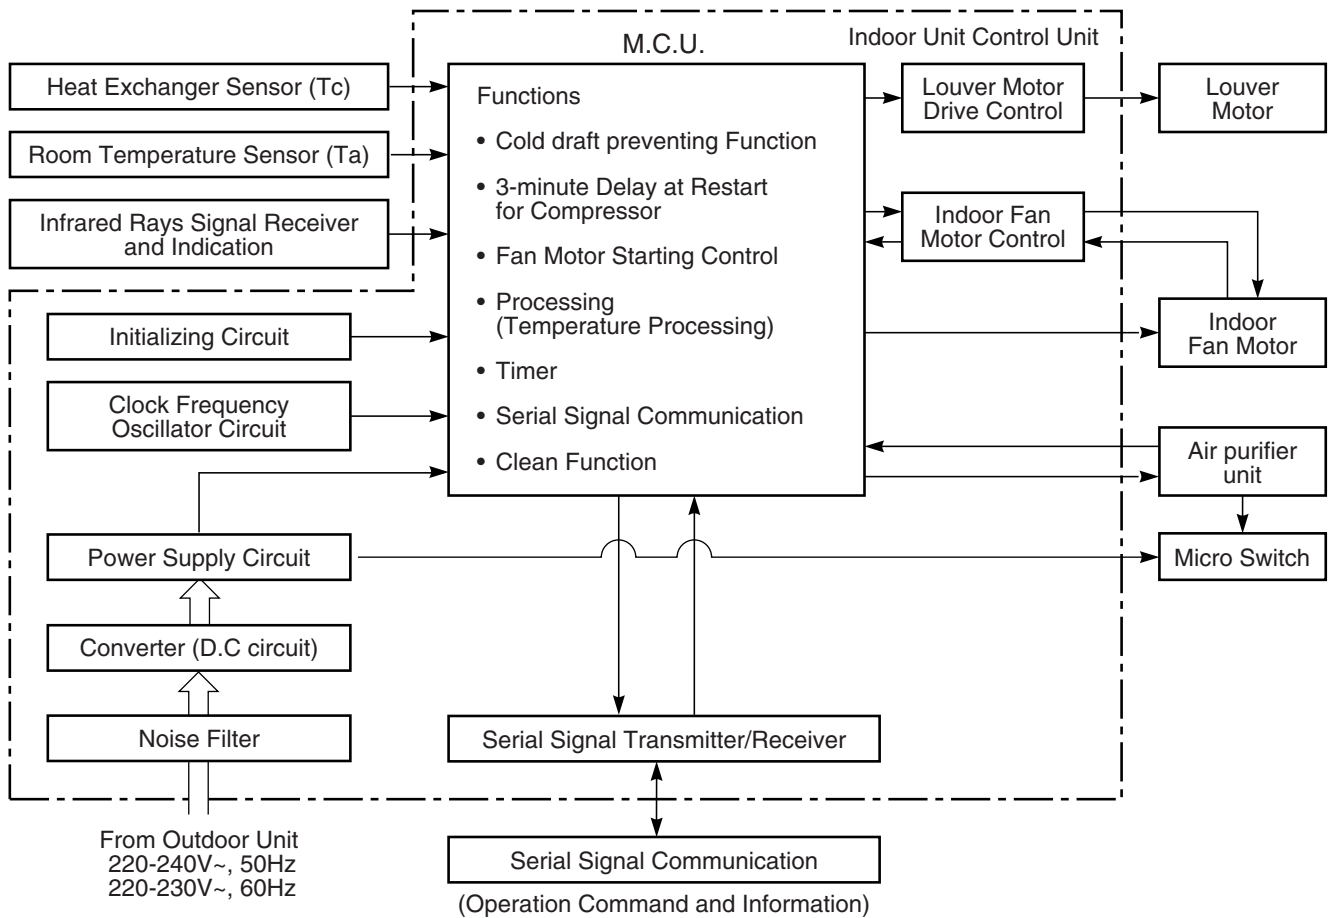 M.C.U.
Indoor Unit Control Unit
Heat Exchanger Sensor (Tc)
Room Temperature Sensor (Ta)
Infrared Rays Signal Receiver
and Indication
Initializing Circuit
Clock Frequency
Oscillator Circuit
Power Supply Circuit
Converter (D.C circuit)
Noise Filter
From Outdoor Unit
220-240V~, 50Hz
220-230V~, 60Hz
Functions
• Cold draft preventing Function
• 3-minute Delay at Restart
for Compressor
• Fan Motor Starting Control
• Processing
(Temperature Processing)
• Timer
• Serial Signal Communication
• Clean Function
Serial Signal Transmitter/Receiver
Serial Signal Communication
(Operation Command and Information)
Louver Motor
Drive Control
Indoor Fan
Motor Control
Louver
Motor
Indoor
Fan Motor
Air purifier
unit
Micro Switch